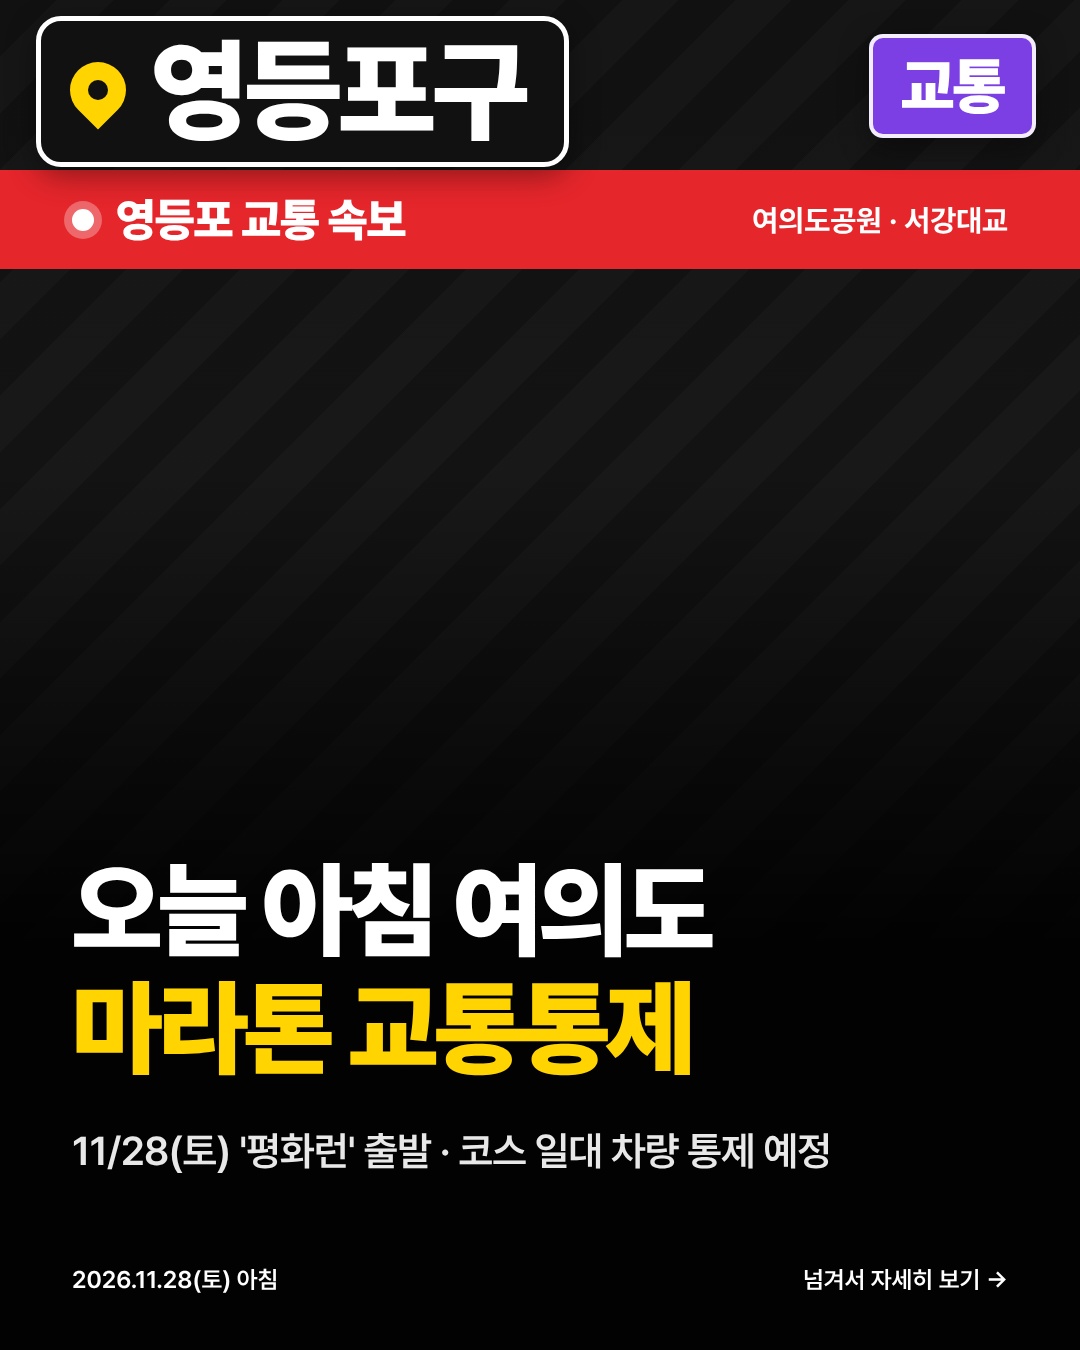 영등포구
교통
영등포 교통 속보
여의도공원 · 서강대교
오늘 아침 여의도
마라톤 교통통제
11/28(토) '평화런' 출발 · 코스 일대 차량 통제 예정
2026.11.28(토) 아침
넘겨서 자세히 보기 →